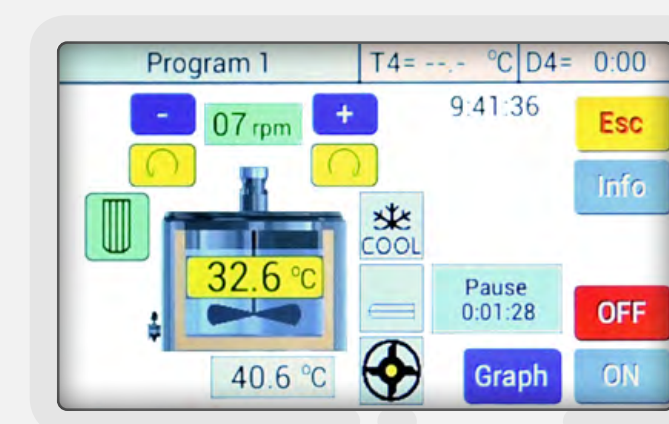 Program 1 T4= --.- °C D4= 0:00
- 07 rpm + 9:41:36 Esc
Info
COOL
32.6 °C
Pause
0:01:28
OFF
40.6 °C
Graph
ON